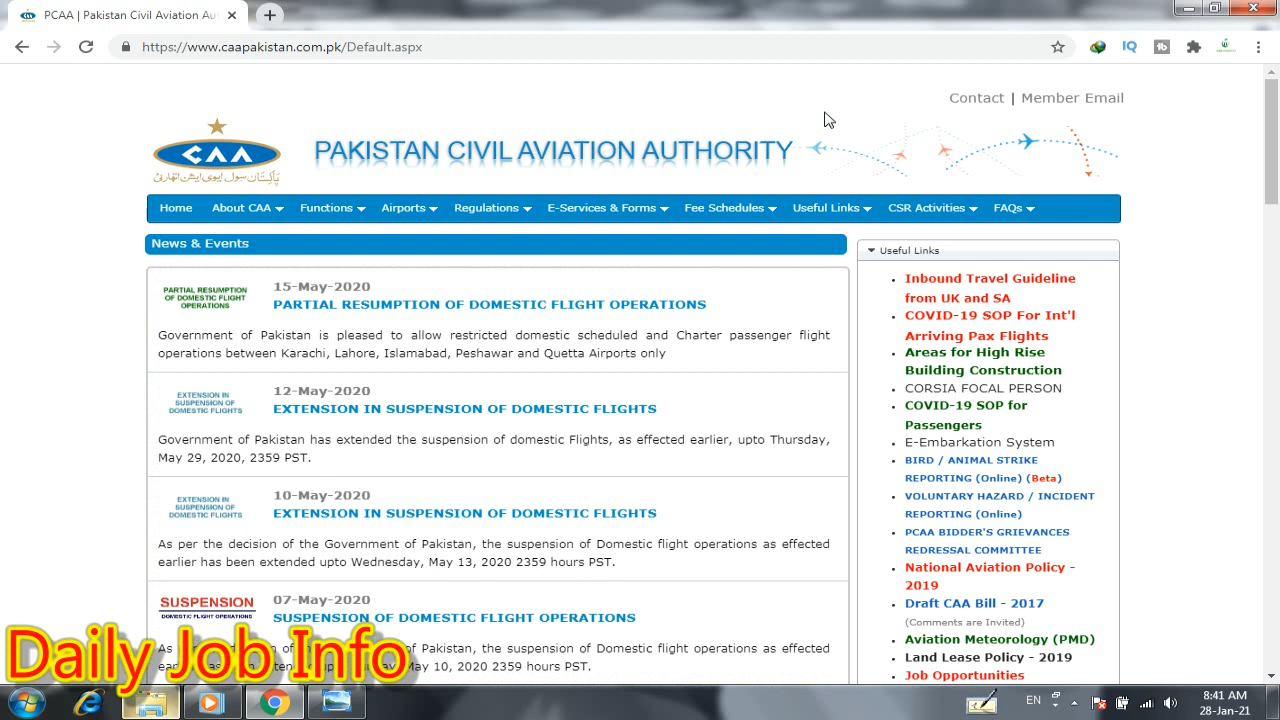 PCAA | Pakistan Civil Aviation Aut
https://www.caapakistan.com.pk/Default.aspx
Contact | Member Email
CAA
پاکستان سول ایوی ایشن اتھارٹی
PAKISTAN CIVIL AVIATION AUTHORITY
Home About CAA Functions Airports Regulations E-Services & Forms Fee Schedules Useful Links CSR Activities FAQs
News & Events
PARTIAL RESUMPTION
OF DOMESTIC FLIGHT
OPERATIONS
15-May-2020
PARTIAL RESUMPTION OF DOMESTIC FLIGHT OPERATIONS
Government of Pakistan is pleased to allow restricted domestic scheduled and Charter passenger flight
operations between Karachi, Lahore, Islamabad, Peshawar and Quetta Airports only
EXTENSION IN
SUSPENSION OF
DOMESTIC FLIGHTS
12-May-2020
EXTENSION IN SUSPENSION OF DOMESTIC FLIGHTS
Government of Pakistan has extended the suspension of domestic Flights, as effected earlier, upto Thursday,
May 29, 2020, 2359 PST.
EXTENSION IN
SUSPENSION OF
DOMESTIC FLIGHTS
10-May-2020
EXTENSION IN SUSPENSION OF DOMESTIC FLIGHTS
As per the decision of the Government of Pakistan, the suspension of Domestic flight operations as effected
earlier has been extended upto Wednesday, May 13, 2020 2359 hours PST.
SUSPENSION
DOMESTIC FLIGHT OPERATIONS
07-May-2020
SUSPENSION OF DOMESTIC FLIGHT OPERATIONS
of the Government of Pakistan, the suspension of Domestic flight operations as effected
May 10, 2020 2359 hours PST.
Useful Links
Inbound Travel Guideline
from UK and SA
COVID-19 SOP For Int'l
Arriving Pax Flights
Areas for High Rise
Building Construction
CORSIA FOCAL PERSON
COVID-19 SOP for
Passengers
E-Embarkation System
BIRD / ANIMAL STRIKE
REPORTING (Online) (Beta)
VOLUNTARY HAZARD / INCIDENT
REPORTING (Online)
PCAA BIDDER'S GRIEVANCES
REDRESSAL COMMITTEE
National Aviation Policy -
2019
Draft CAA Bill - 2017
(Comments are Invited)
Aviation Meteorology (PMD)
Land Lease Policy - 2019
Job Opportunities
Daily Job Info
EN
8:41 AM
28-Jan-21